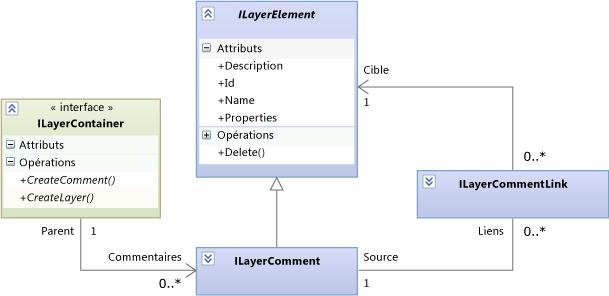 ILayerElement
Attributs
+Description
+Id
+Name
+Properties
Opérations
+Delete()
« interface »
ILayerContainer
Attributs
Opérations
+CreateComment()
+CreateLayer()
Cible
1
0..*
ILayerCommentLink
Parent 1
Liens 0..*
Commentaires
0..*
ILayerComment
Source
1